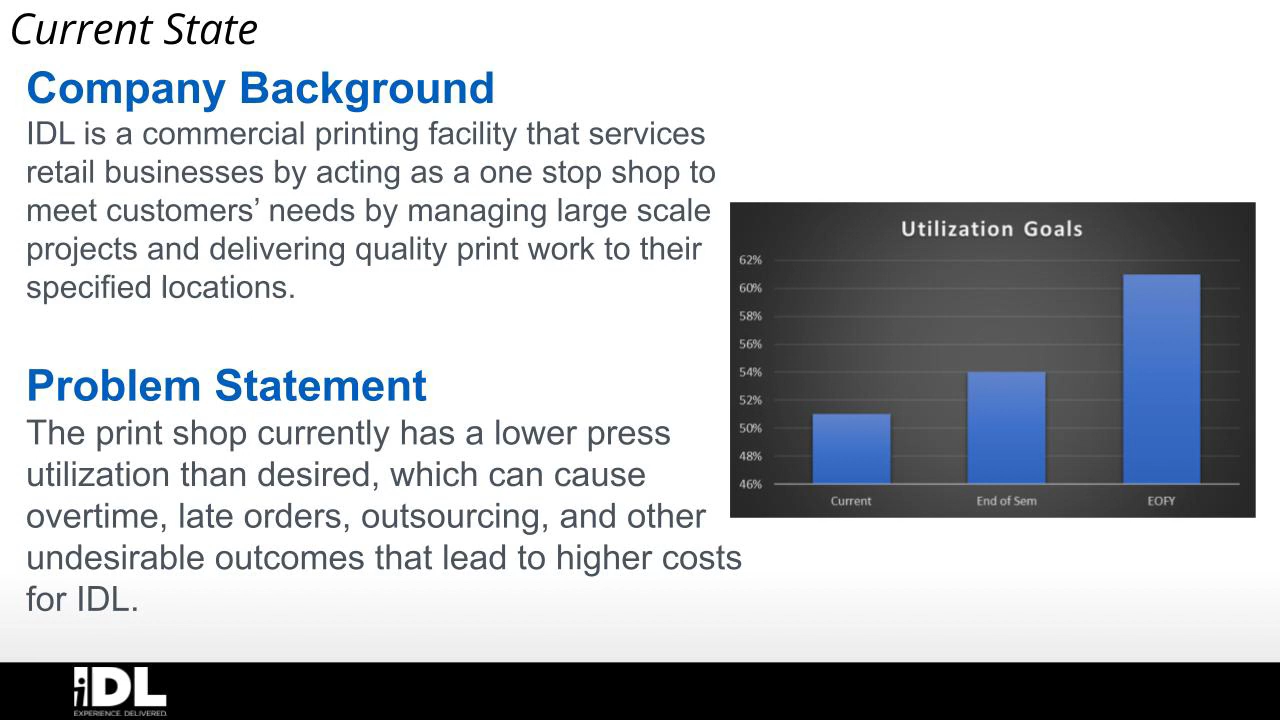 Current State
Company Background
IDL is a commercial printing facility that services
retail businesses by acting as a one stop shop to
meet customers’ needs by managing large scale
projects and delivering quality print work to their
specified locations.
Problem Statement
The print shop currently has a lower press
utilization than desired, which can cause
overtime, late orders, outsourcing, and other
undesirable outcomes that lead to higher costs
for IDL.
Utilization Goals
62%
60%
58%
56%
54%
52%
50%
48%
46%
Current End of Sem EOFY
iDL
EXPERIENCE. DELIVERED.